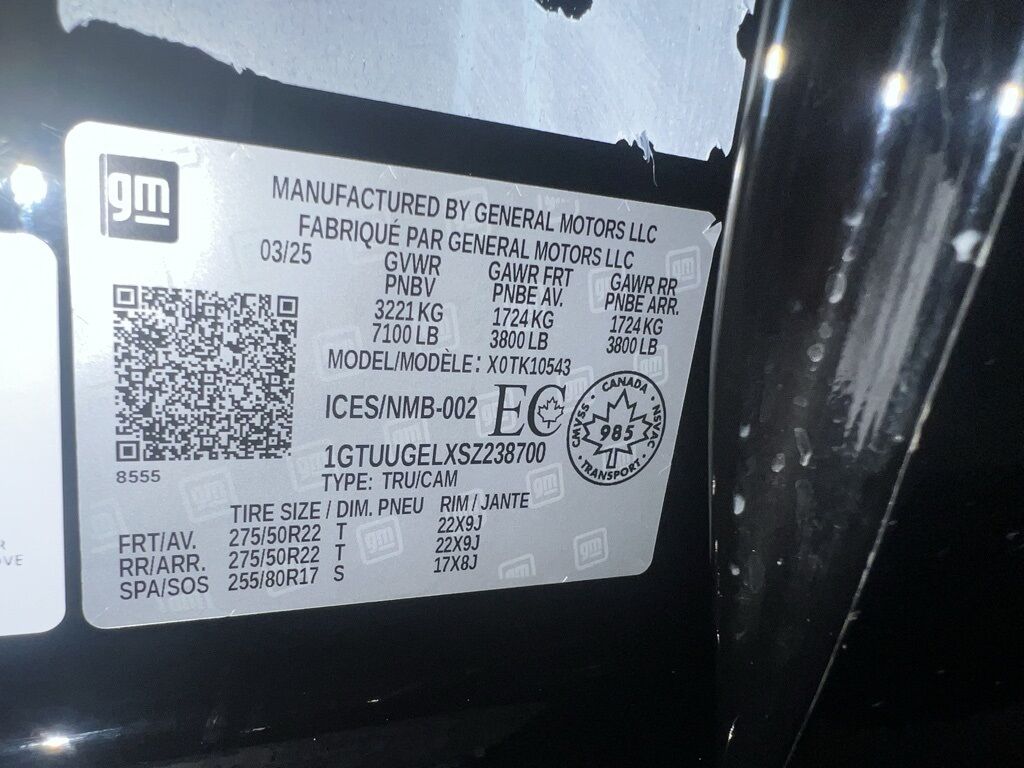 gm
MANUFACTURED BY GENERAL MOTORS LLC
FABRIQUÉ PAR GENERAL MOTORS LLC
03/25
GVWR GAWR FRT GAWR RR
PNBV PNBE AV. PNBE ARR.
3221 KG 1724 KG 1724 KG
7100 LB 3800 LB 3800 LB
MODEL/MODÈLE: X0TK10543
ICES/NMB-002 EC
CANADA
CMVSS 985 NSVAC
TRANSPORT
1GTUUGELXSZ238700
8555
TYPE: TRU/CAM
TIRE SIZE / DIM. PNEU RIM / JANTE
FRT/AV. 275/50R22 T 22X9J
RR/ARR. 275/50R22 T 22X9J
SPA/SOS 255/80R17 S 17X8J